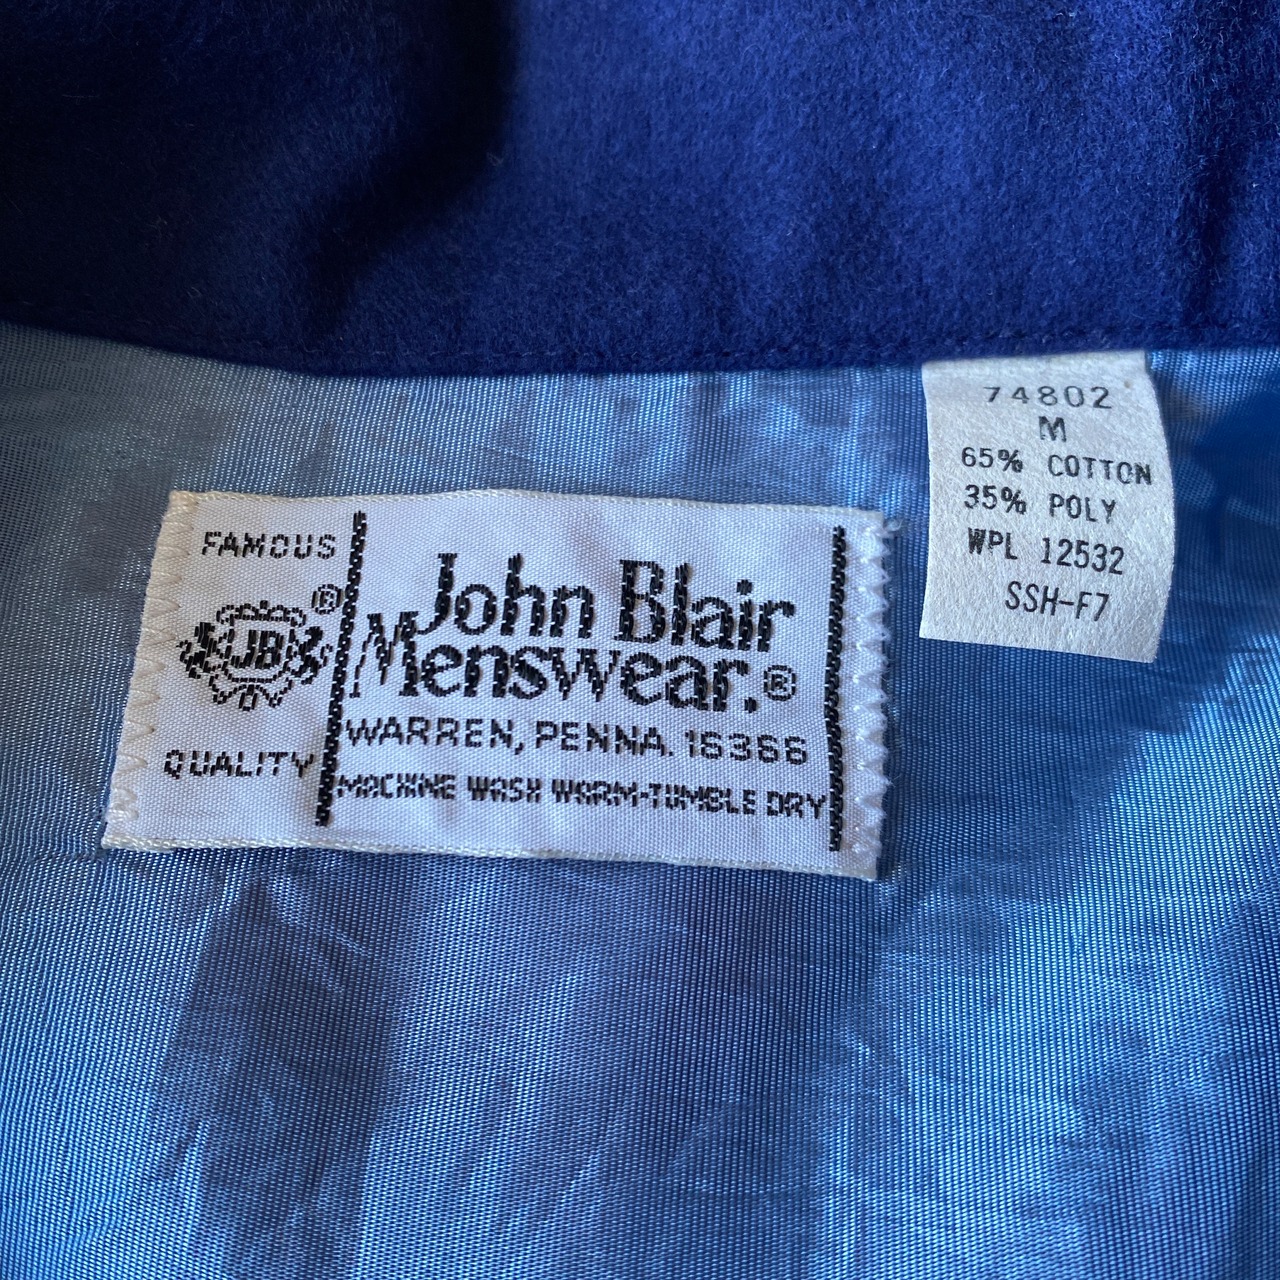 FAMOUS
®
JB
QUALITY
John Blair
Menswear.®
WARREN, PENNA. 16366
MACHINE WASH WARM-TUMBLE DRY
74802
M
65% COTTON
35% POLY
WPL 12532
SSH-F7